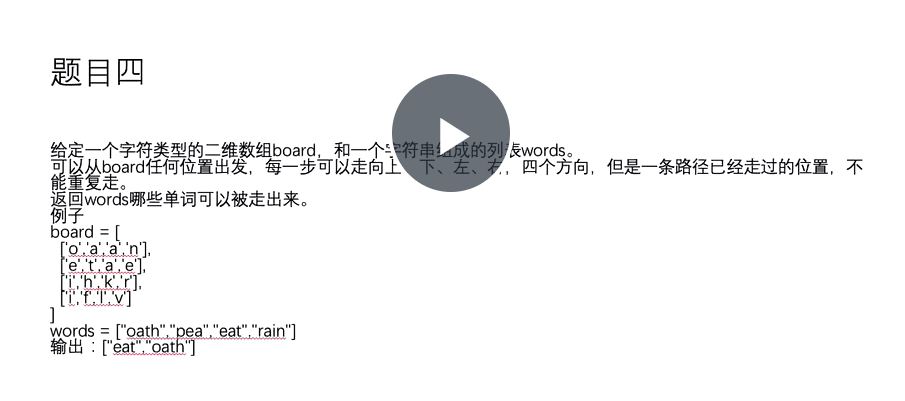 题目四
给定一个字符类型的二维数组board，和一个字符串组成的列表words。
可以从board任何位置出发，每一步可以走向上、下、左、右，四个方向，但是一条路径已经走过的位置，不
能重复走。
返回words哪些单词可以被走出来。
例子
board = [
['o','a','a','n'],
['e','t','a','e'],
['i','h','k','r'],
['i','f','l','v']
]
words = ["oath","pea","eat","rain"]
输出：["eat","oath"]